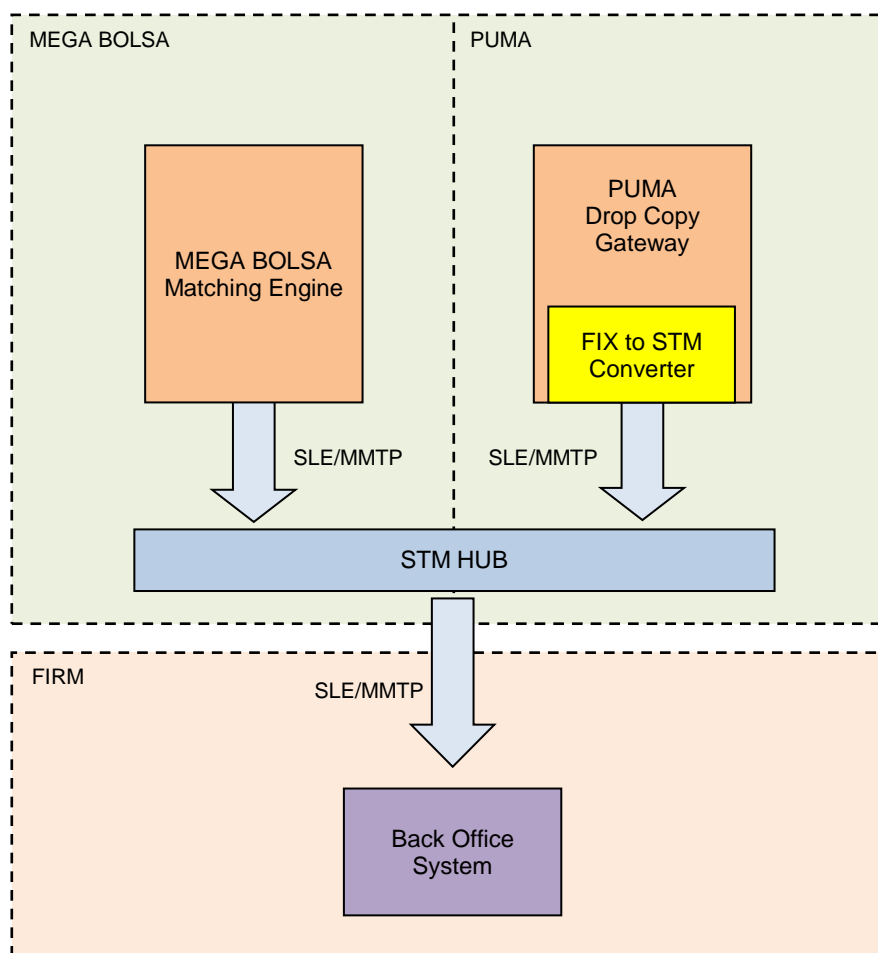 MEGA BOLSA
PUMA
MEGA BOLSA
Matching Engine
PUMA
Drop Copy
Gateway
FIX to STM
Converter
SLE/MMTP
SLE/MMTP
STM HUB
FIRM
SLE/MMTP
Back Office
System